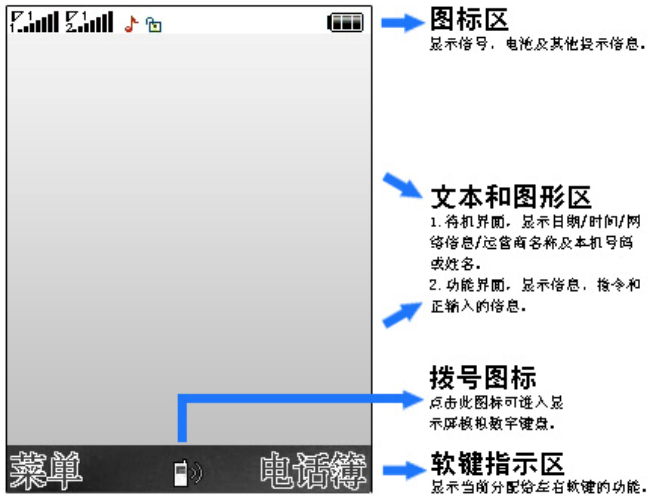 图标区
显示信号，电池及其他提示信息．
文本和图形区
1.待机界面，显示日期/时间/网
络信息/运营商名称及本机号码
或姓名．
2.功能界面，显示信息，指令和
正输入的信息．
拨号图标
点击此图标可进入显
示屏模拟数字键盘．
菜单
电话簿
软键指示区
显示当前分配给左右软键的功能．